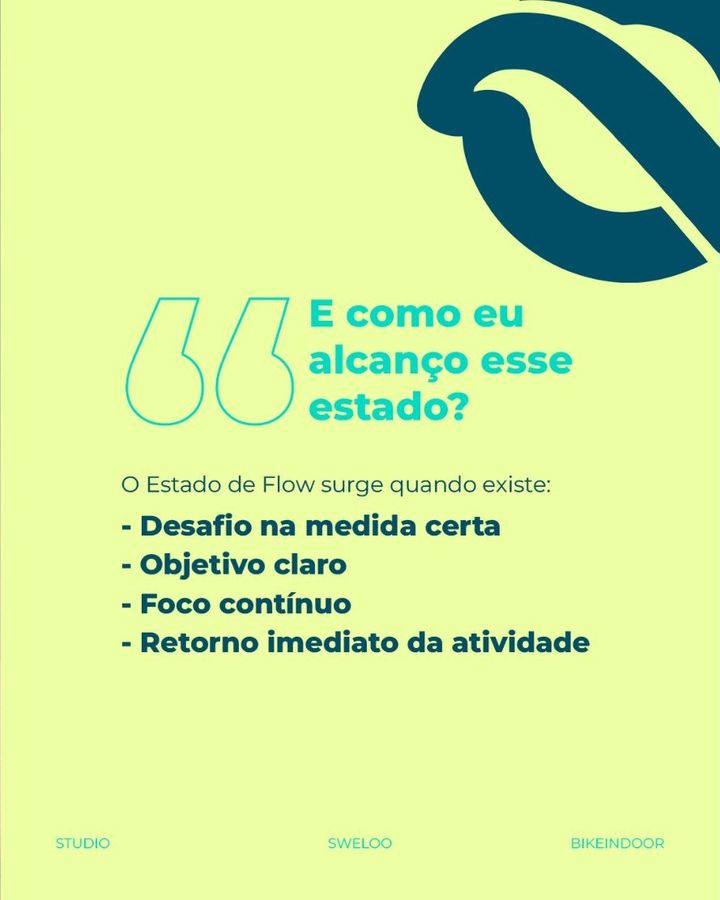 E como eu
alcanço esse
estado?
O Estado de Flow surge quando existe:
- Desafio na medida certa
- Objetivo claro
- Foco contínuo
- Retorno imediato da atividade
STUDIO
SWELOO
BIKEINDOOR